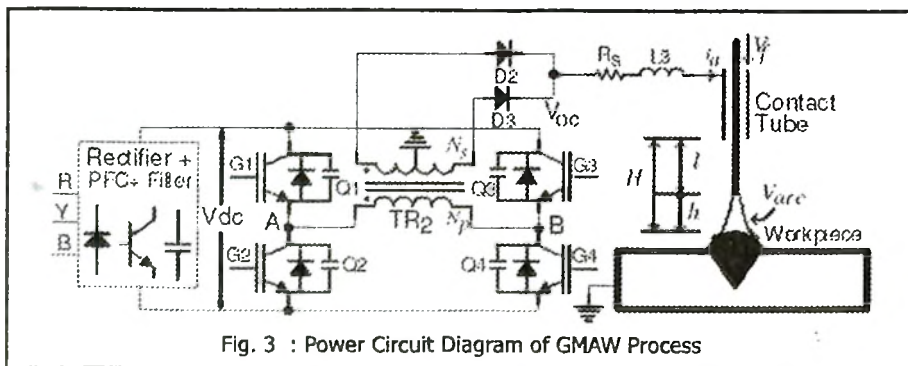 D2
D3
Voc
Rs
L3
ia
Vf
Contact
Tube
Rectifier +
PFC+ Filter
R
Y
B
Vdc
G1
Q1
Ns
TR2
Np
A
B
G3
Q3
G2
Q2
Q4
G4
H
l
h
Varc
Workpiece
Fig. 3 : Power Circuit Diagram of GMAW Process